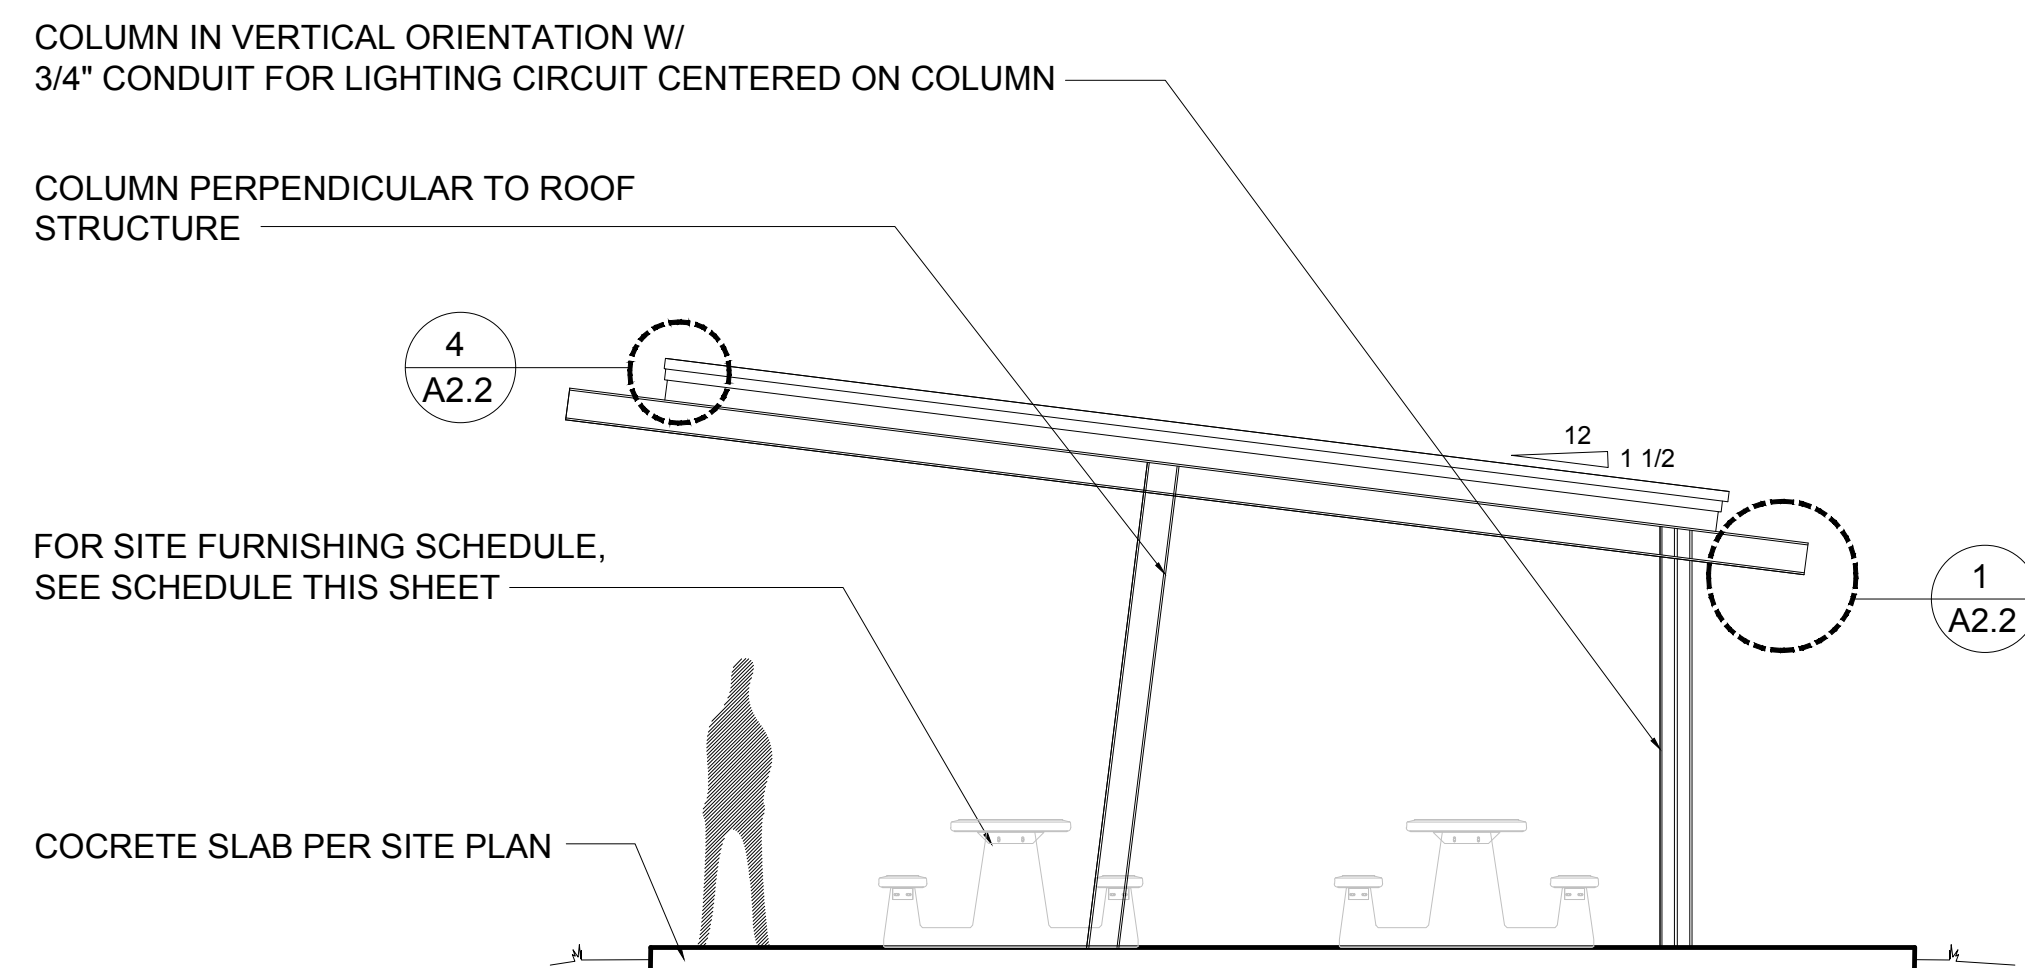 COLUMN IN VERTICAL ORIENTATION W/
3/4" CONDUIT FOR LIGHTING CIRCUIT CENTERED ON COLUMN
COLUMN PERPENDICULAR TO ROOF
STRUCTURE
4
A2.2
12
1 1/2
FOR SITE FURNISHING SCHEDULE,
SEE SCHEDULE THIS SHEET
1
A2.2
COCRETE SLAB PER SITE PLAN